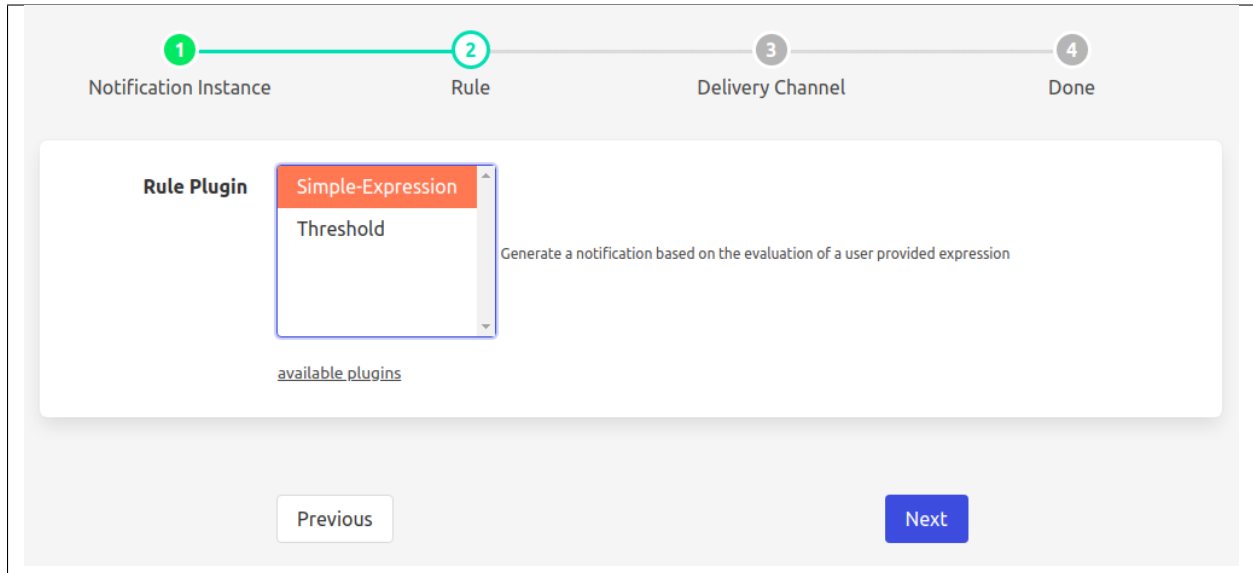 1 2 3 4
Notification Instance Rule Delivery Channel Done
Rule Plugin Simple-Expression
Threshold
Generate a notification based on the evaluation of a user provided expression
available plugins
Previous Next